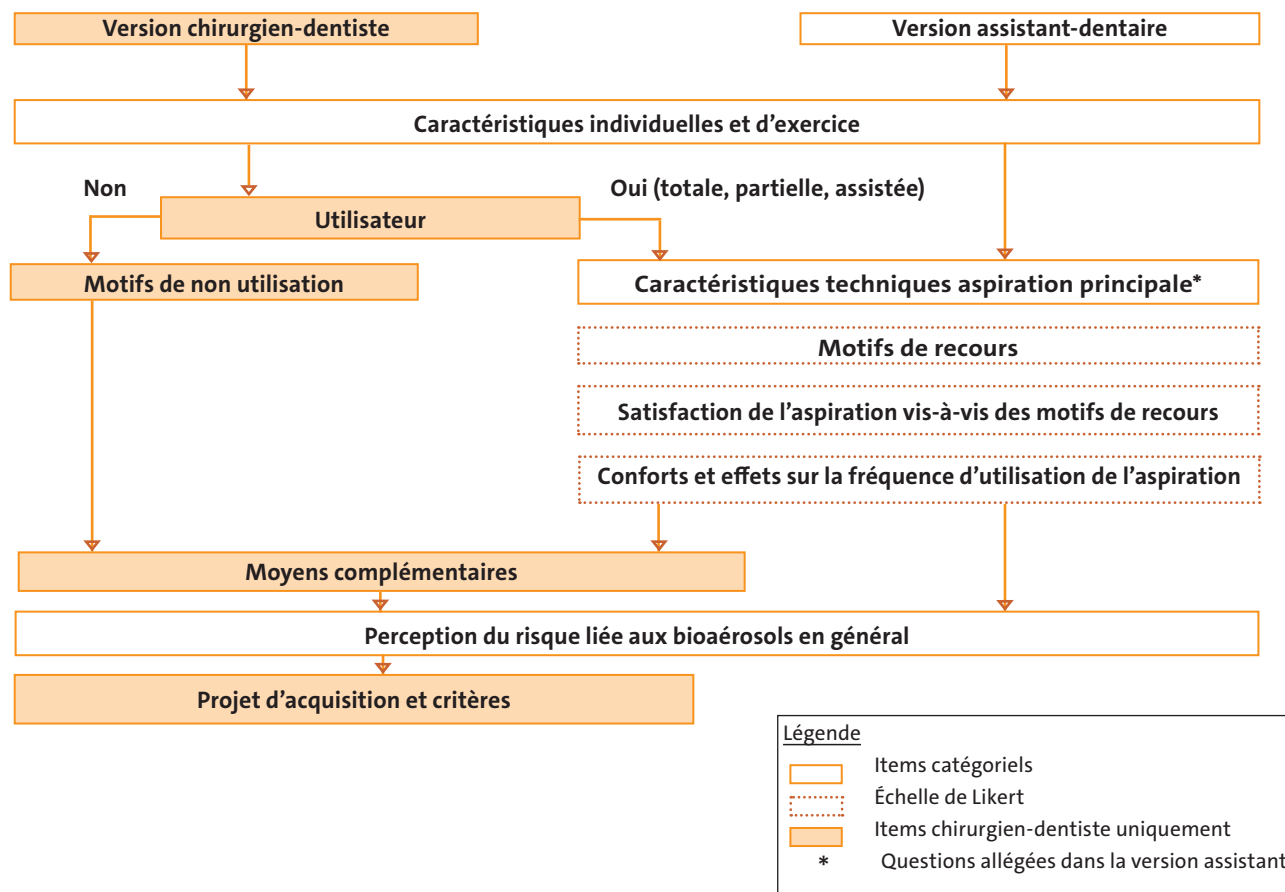 Version chirurgien-dentiste
Version assistant-dentaire
Caractéristiques individuelles et d’exercice
Non
Oui (totale, partielle, assistée)
Utilisateur
Motifs de non utilisation
Caractéristiques techniques aspiration principale*
Motifs de recours
Satisfaction de l’aspiration vis-à-vis des motifs de recours
Conforts et effets sur la fréquence d’utilisation de l’aspiration
Moyens complémentaires
Perception du risque liée aux bioaérosols en général
Projet d’acquisition et critères
Légende
Items catégoriels
Échelle de Likert
Items chirurgien-dentiste uniquement
* Questions allégées dans la version assistant